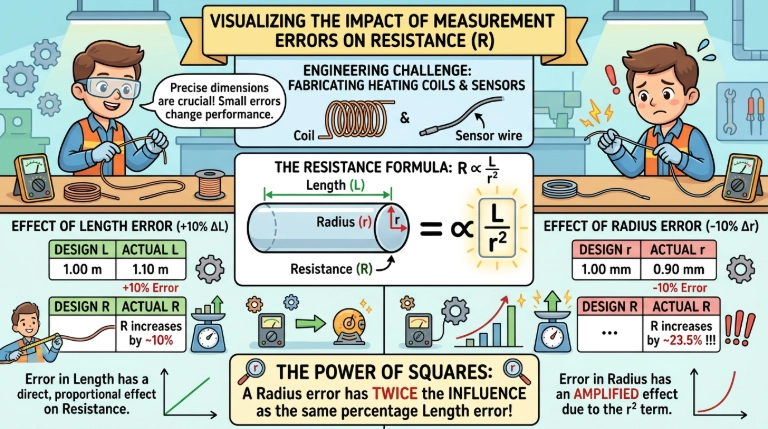 VISUALIZING THE IMPACT OF MEASUREMENT
ERRORS ON RESISTANCE (R)
Precise dimensions
are crucial! Small errors
change performance.
ENGINEERING CHALLENGE:
FABRICATING HEATING COILS & SENSORS
Coil
&
Sensor wire
THE RESISTANCE FORMULA: R ∝ L/r²
Length (L)
Radius (r)
r
Resistance (R)
= ∝ L/r²
EFFECT OF LENGTH ERROR (+10% ΔL)
DESIGN L ACTUAL L
1.00 m 1.10 m
+10% Error
DESIGN R ACTUAL R
R increases
by ~10%
Error in Length has a
direct, proportional effect
on Resistance.
EFFECT OF RADIUS ERROR (-10% Δr)
DESIGN r ACTUAL r
1.00 mm 0.90 mm
-10% Error
DESIGN R ACTUAL R
... R increases
by ~23.5% !!!
!!!
Error in Radius has
an AMPLIFIED effect
due to the r² term.
r
THE POWER OF SQUARES:
r
A Radius error has TWICE the INFLUENCE
as the same percentage Length error!